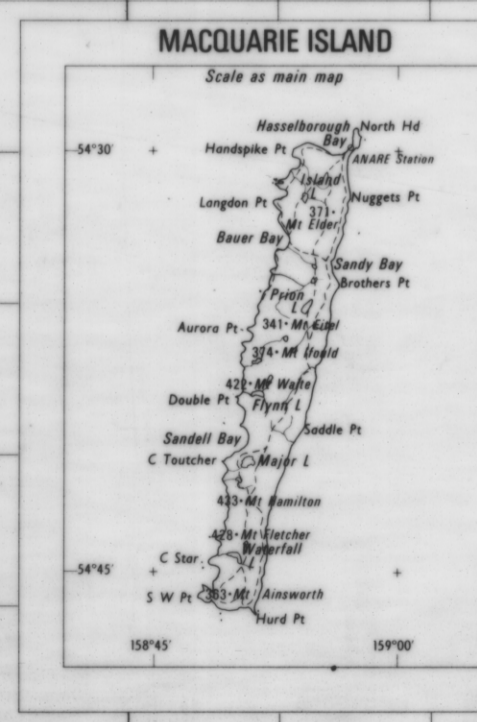 MACQUARIE ISLAND
Scale as main map
Hasselborough
Bay
North Hd
-54°30'
Handspike Pt
ANARE Station
Island
L
Langdon Pt
Nuggets Pt
371·
Mt Elder
Bauer Bay
Sandy Bay
Brothers Pt
Prion
L
341· Mt Eitel
Aurora Pt
374· Mt Ifould
422· Mt Waite
Double Pt
Flynn L
Saddle Pt
Sandell Bay
C Toutcher
Major L
433· Mt Hamilton
428· Mt Fletcher
Waterfall
L
C Star
-54°45'
S W Pt
383· Mt Ainsworth
Hurd Pt
158°45'
159°00'